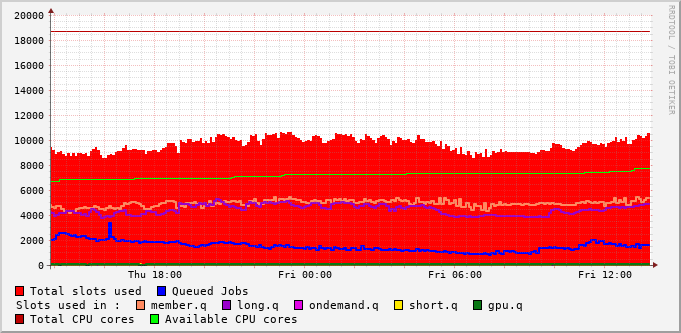 RRDTOOL / TOBI OETIKER
20000
18000
16000
14000
12000
10000
8000
6000
4000
2000
0
Thu 18:00 Fri 00:00 Fri 06:00 Fri 12:00
Total slots used Queued Jobs
Slots used in : member.q long.q ondemand.q short.q gpu.q
Total CPU cores Available CPU cores